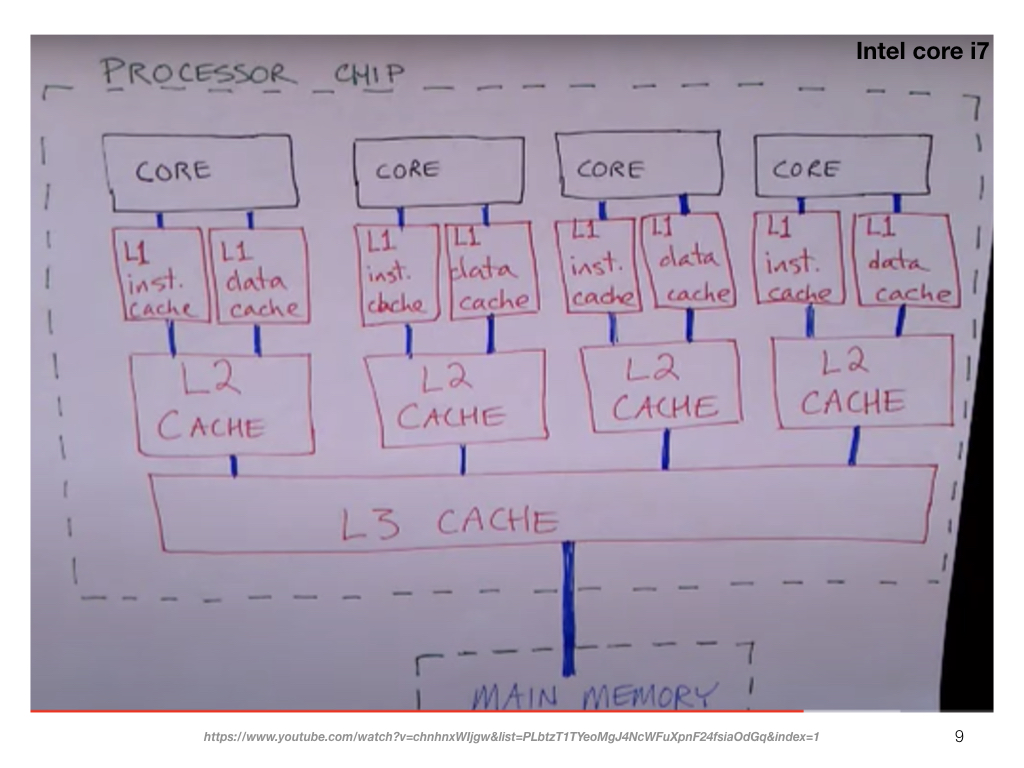 Intel core i7
PROCESSOR CHIP
CORE
CORE
CORE
CORE
L1
inst.
cache
L1
data
cache
L1
inst.
cache
L1
data
cache
L1
inst.
cache
L1
data
cache
L1
inst.
cache
L1
data
cache
L2
CACHE
L2
CACHE
L2
CACHE
L2
CACHE
L3 CACHE
MAIN MEMORY
https://www.youtube.com/watch?v=chnhnxWIjgw&list=PLbtzT1TYeoMgJ4NcWFuXpnF24fsiaOdGq&index=1
9